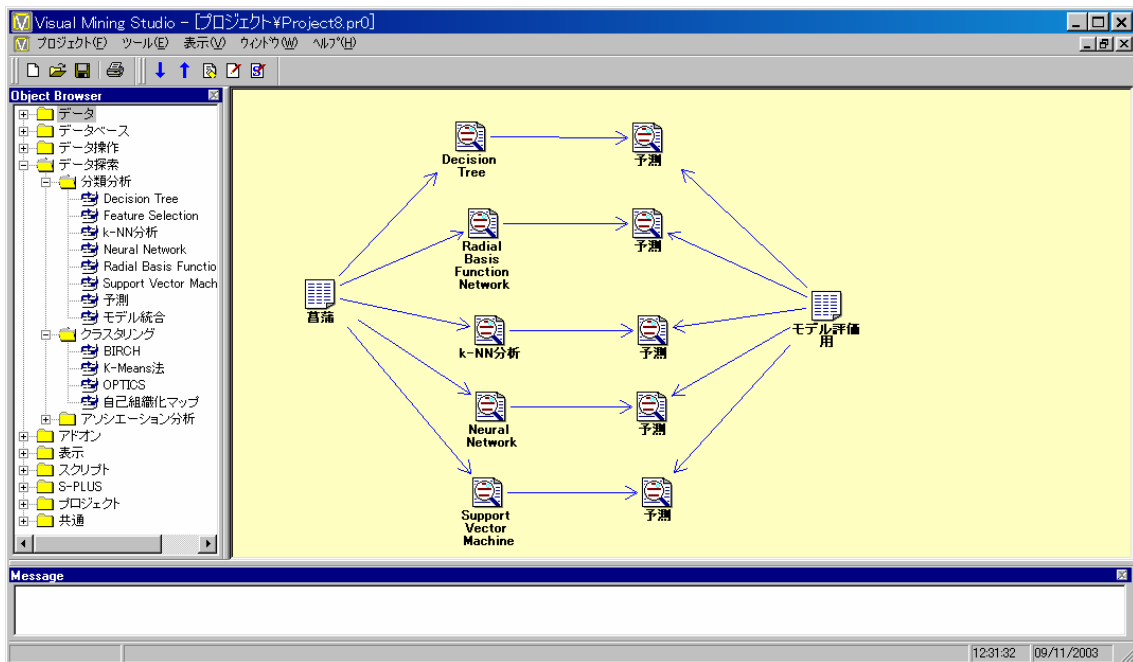 Visual Mining Studio - [プロジェクト¥Project8.pr0]
プロジェクト(F) ツール(E) 表示(V) ウィンドウ(W) ヘルプ(H)
Object Browser
データ
データベース
データ操作
データ探索
分類分析
Decision Tree
Feature Selection
k-NN分析
Neural Network
Radial Basis Functio
Support Vector Mach
予測
モデル統合
クラスタリング
BIRCH
K-Means法
OPTICS
自己組織化マップ
アソシエーション分析
アドオン
表示
スクリプト
S-PLUS
プロジェクト
共通
Decision
Tree
予測
Radial
Basis
Function
Network
予測
菖蒲
k-NN分析
予測
モデル評価
用
Neural
Network
予測
Support
Vector
Machine
予測
Message
12:31:32 09/11/2003